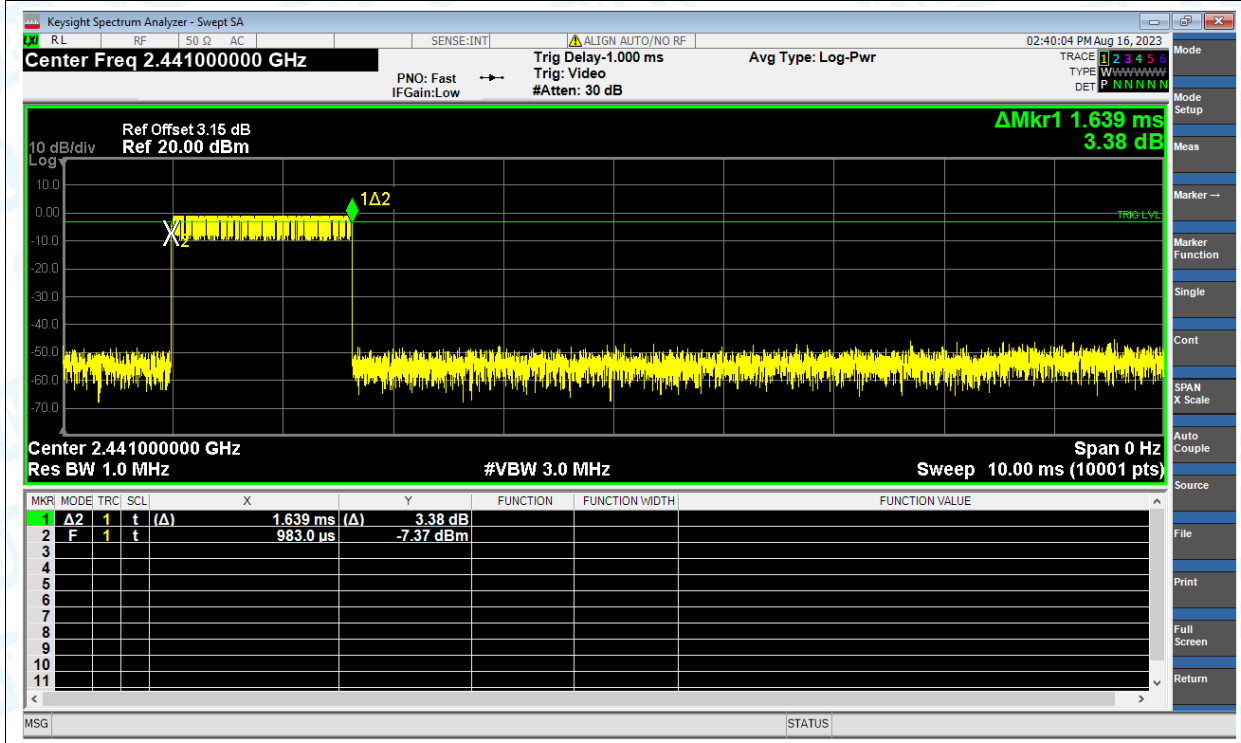 Keysight Spectrum Analyzer - Swept SA
LXI RL RF 50 Ω AC SENSE:INT ALIGN AUTO/NO RF 02:40:04 PM Aug 16, 2023
Center Freq 2.441000000 GHz
PNO: Fast
IFGain:Low
Trig Delay-1.000 ms
Trig: Video
#Atten: 30 dB
Avg Type: Log-Pwr
TRACE 1 2 3 4 5 6
TYPE WWWWWW
DET P N N N N N
ΔMkr1 1.639 ms
3.38 dB
Ref Offset 3.15 dB
10 dB/div Ref 20.00 dBm
Log
10.0
0.00
-10.0
-20.0
-30.0
-40.0
-50.0
-60.0
-70.0
1Δ2
X2
TRIG LVL
Center 2.441000000 GHz Span 0 Hz
Res BW 1.0 MHz #VBW 3.0 MHz Sweep 10.00 ms (10001 pts)
MKR MODE TRC SCL X Y FUNCTION FUNCTION WIDTH FUNCTION VALUE
1 Δ2 1 t (Δ) 1.639 ms (Δ) 3.38 dB
2 F 1 t 983.0 µs -7.37 dBm
3
4
5
6
7
8
9
10
11
MSG STATUS
Mode
Mode
Setup
Meas
Marker →
Marker
Function
Single
Cont
SPAN
X Scale
Auto
Couple
Source
File
Print
Full
Screen
Return